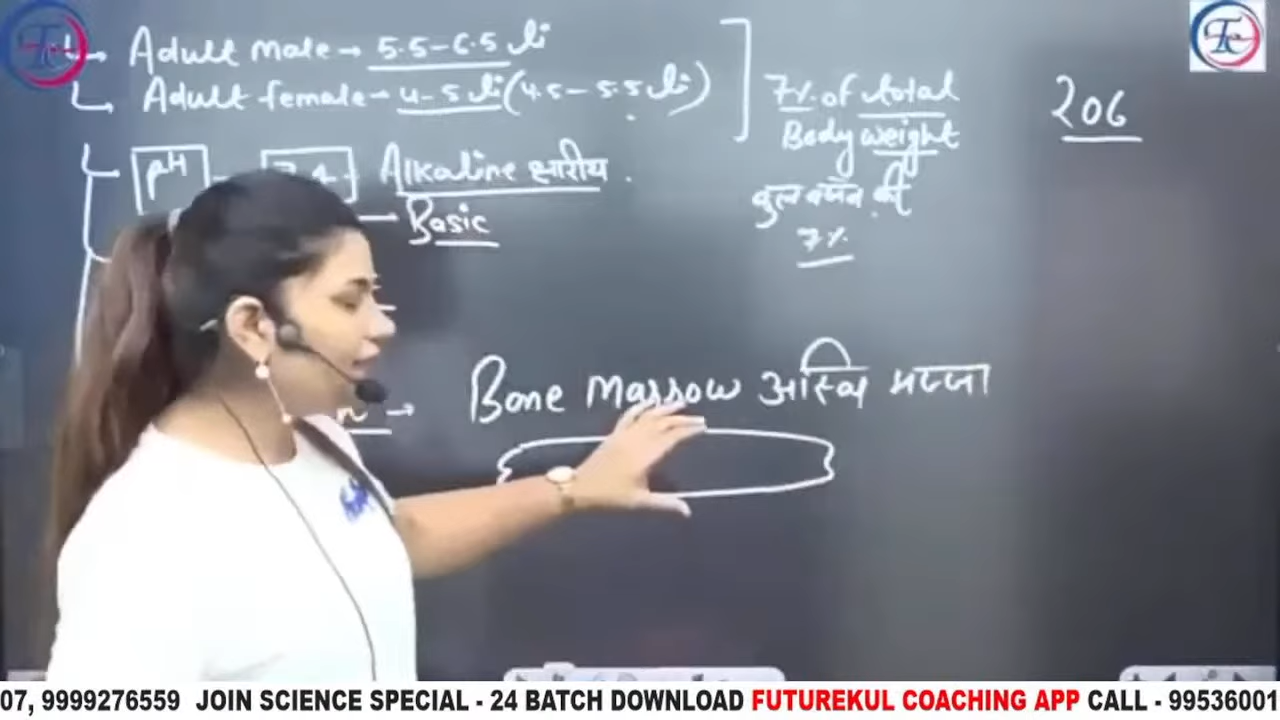 Adult male → 5.5-6.5 li
Adult female - 4-5 li (4.5 - 5.5 li)
7% of total
Body weight
कुल वजन की
7%
206
PH - 7.4 - Alkaline क्षारीय
Basic
Bone Marrow अस्थि मज्जा
07, 9999276559 JOIN SCIENCE SPECIAL - 24 BATCH DOWNLOAD FUTUREKUL COACHING APP CALL - 99536001